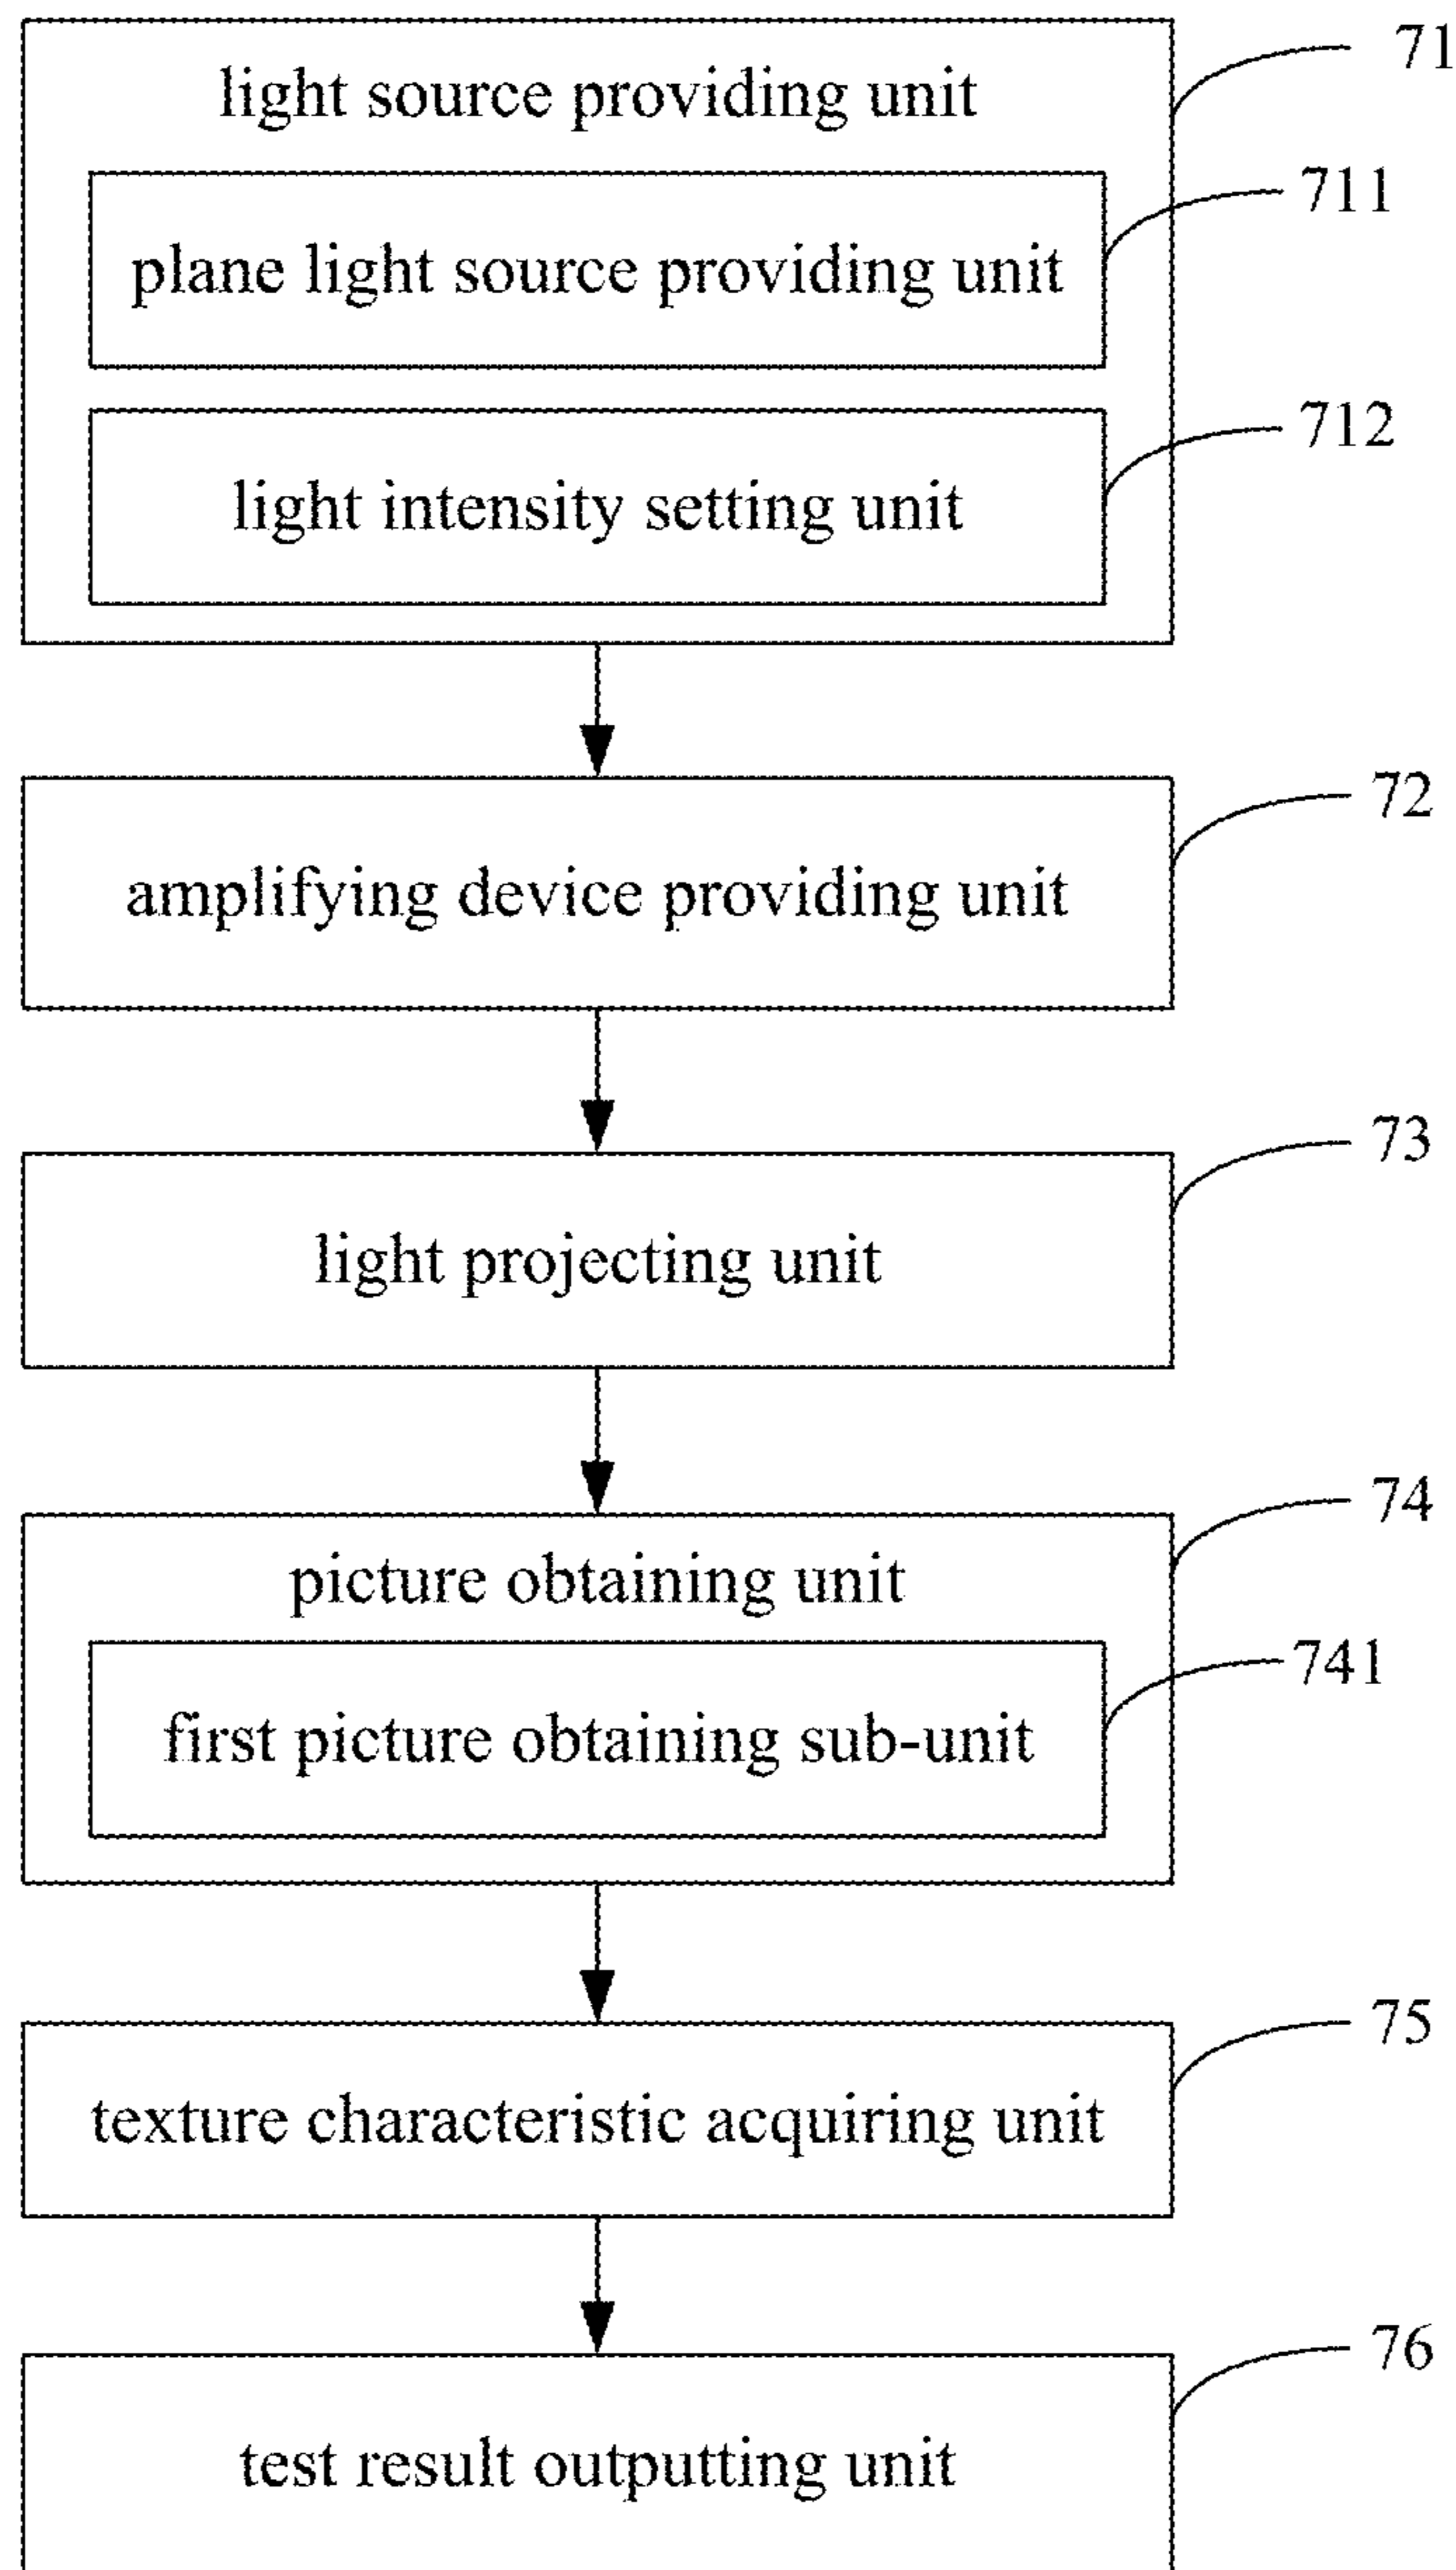 light source providing unit
71
plane light source providing unit
711
light intensity setting unit
712
amplifying device providing unit
72
light projecting unit
73
picture obtaining unit
74
first picture obtaining sub-unit
741
texture characteristic acquiring unit
75
test result outputting unit
76